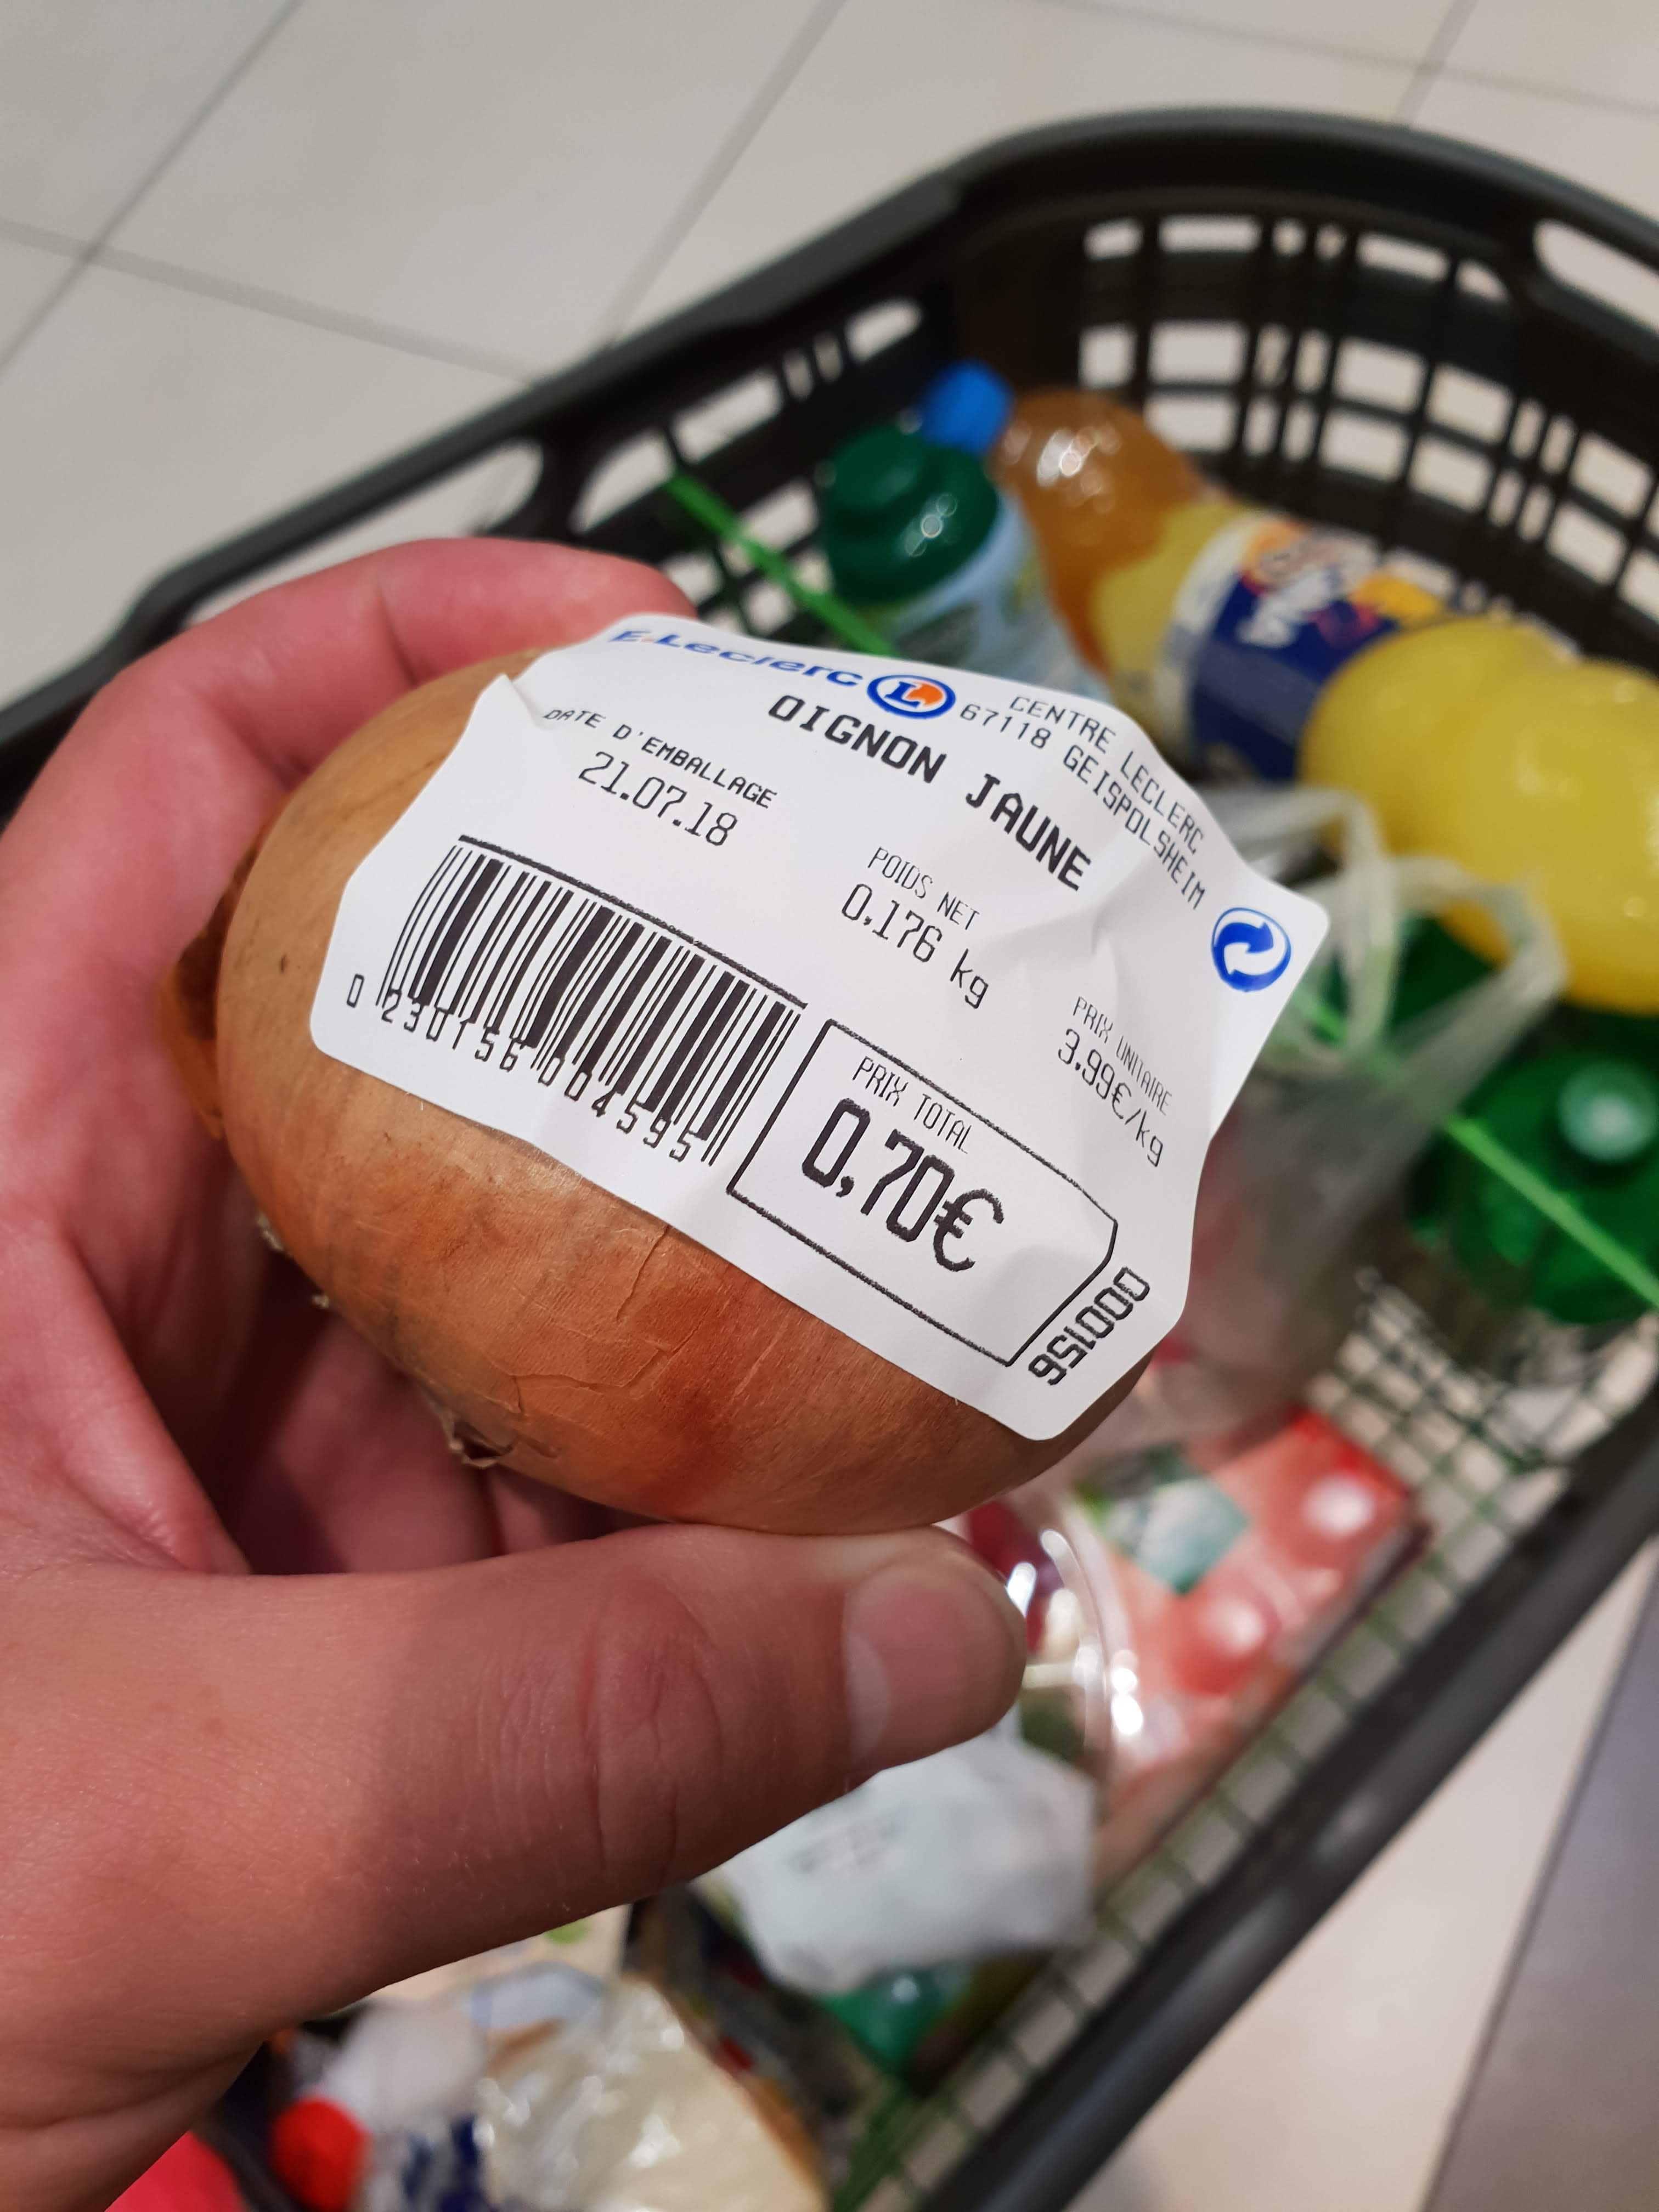 E.Leclerc L
CENTRE LECLERC
67118 GEISPOLSHEIM
OIGNON JAUNE
DATE D'EMBALLAGE
21.07.18
POIDS NET
0,176 kg
PRIX UNITAIRE
3.99€/kg
0 230156 004595
PRIX TOTAL
0,70€
000156